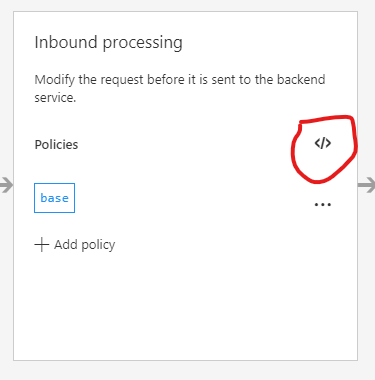 Inbound processing
Modify the request before it is sent to the backend
service.
Policies </>
base ...
+ Add policy